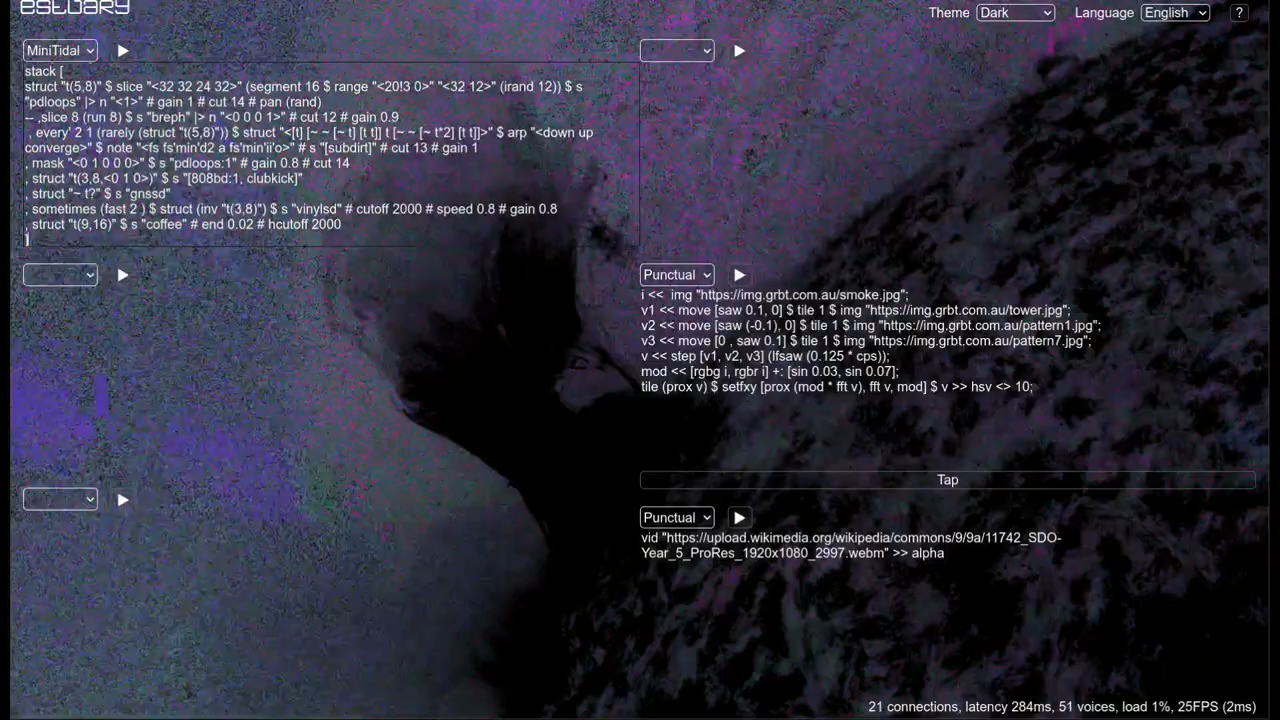 estuary
Theme Dark Language English ?
MiniTidal
stack [
struct "t(5,8)" $ slice "<32 32 24 32>" (segment 16 $ range "<20!3 0>" "<32 12>" (irand 12)) $ s
"pdloops" |> n "<1>" # gain 1 # cut 14 # pan (rand)
-- ,slice 8 (run 8) $ s "breph" |> n "<0 0 0 1>" # cut 12 # gain 0.9
, every' 2 1 (rarely (struct "t(5,8)")) $ struct "<[t] [~ ~ [~ t] [t t]] t [~ ~ [~ t*2] [t t]]>" $ arp "<down up
converge>" $ note "<fs fs'min'd2 a fs'min'ii'o>" # s "[subdirt]" # cut 13 # gain 1
, mask "<0 1 0 0 0>" $ s "pdloops:1" # gain 0.8 # cut 14
, struct "t(3,8,<0 1 0>)" $ s "[808bd:1, clubkick]"
, struct "~ t?" $ s "gnssd"
, sometimes (fast 2 ) $ struct (inv "t(3,8)") $ s "vinylsd" # cutoff 2000 # speed 0.8 # gain 0.8
, struct "t(9,16)" $ s "coffee" # end 0.02 # hcutoff 2000
]
Punctual
i << img "https://img.grbt.com.au/smoke.jpg";
v1 << move [saw 0.1, 0] $ tile 1 $ img "https://img.grbt.com.au/tower.jpg";
v2 << move [saw (-0.1), 0] $ tile 1 $ img "https://img.grbt.com.au/pattern1.jpg";
v3 << move [0 , saw 0.1] $ tile 1 $ img "https://img.grbt.com.au/pattern7.jpg";
v << step [v1, v2, v3] (lfsaw (0.125 * cps));
mod << [rgbg i, rgbr i] +: [sin 0.03, sin 0.07];
tile (prox v) $ setfxy [prox (mod * fft v), fft v, mod] $ v >> hsv <> 10;
Tap
Punctual
vid "https://upload.wikimedia.org/wikipedia/commons/9/9a/11742_SDO-
Year_5_ProRes_1920x1080_2997.webm" >> alpha
21 connections, latency 284ms, 51 voices, load 1%, 25FPS (2ms)